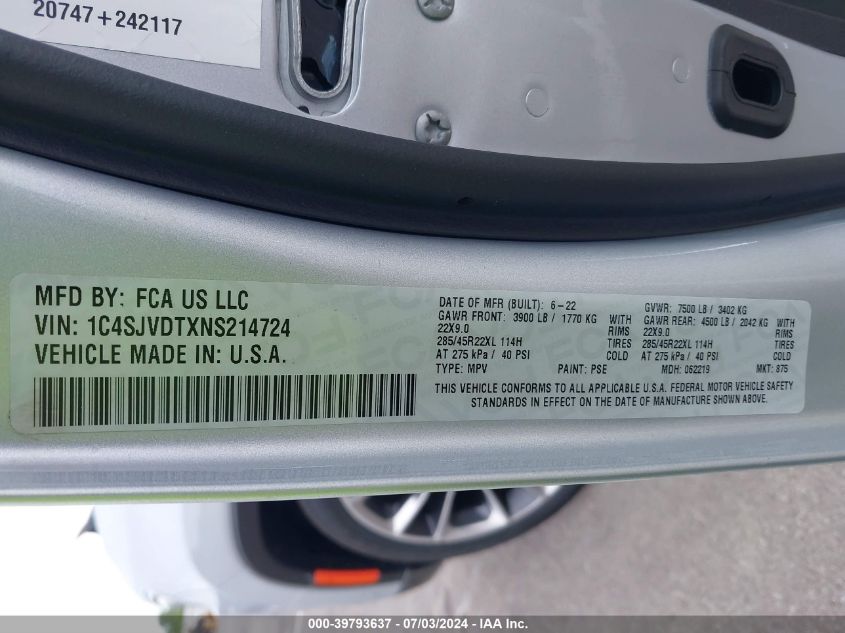 20747+242117
MFD BY: FCA US LLC
VIN: 1C4SJVDTXNS214724
VEHICLE MADE IN: U.S.A.
DATE OF MFR (BUILT): 6-22 GVWR: 7500 LB / 3402 KG
GAWR FRONT: 3900 LB / 1770 KG WITH GAWR REAR: 4500 LB / 2042 KG WITH
22X9.0 RIMS 22X9.0 RIMS
285/45R22XL 114H TIRES 285/45R22XL 114H TIRES
AT 275 kPa / 40 PSI COLD AT 275 kPa / 40 PSI COLD
TYPE: MPV PAINT: PSE MDH: 062219 MKT: 875
THIS VEHICLE CONFORMS TO ALL APPLICABLE U.S.A. FEDERAL MOTOR VEHICLE SAFETY
STANDARDS IN EFFECT ON THE DATE OF MANUFACTURE SHOWN ABOVE.
000-39793637 - 07/03/2024 - IAA Inc.